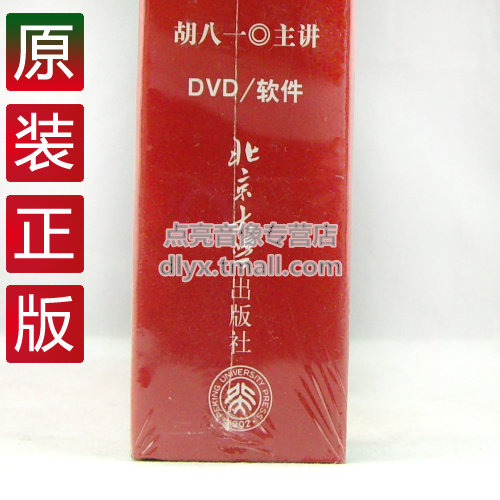 原装正版
胡八一◎主讲
DVD/软件
北京大学出版社
点亮音像专营店
dlyx.tmall.com
PEKING UNIVERSITY PRESS
1902